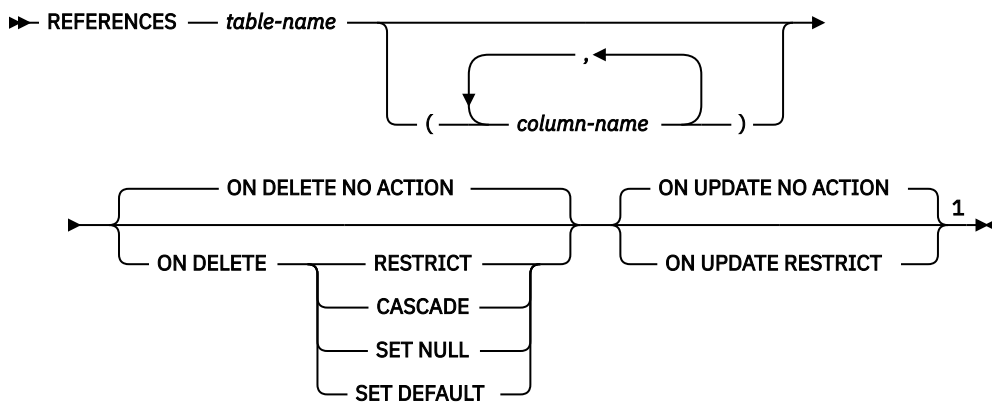 REFERENCES table-name
,
( column-name )
ON DELETE NO ACTION ON UPDATE NO ACTION
1
ON DELETE RESTRICT ON UPDATE RESTRICT
CASCADE
SET NULL
SET DEFAULT